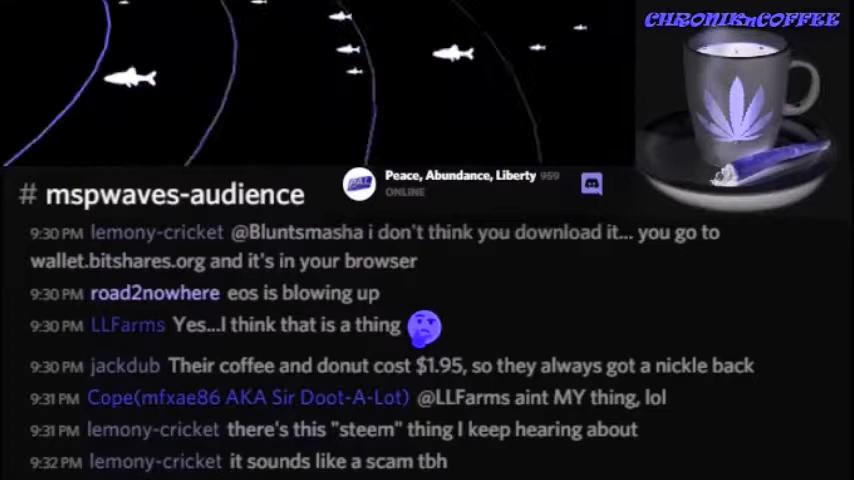 CHRONIKnCOFFEE
PAL
Peace, Abundance, Liberty 959
ONLINE
# mspwaves-audience
9:30 PM lemony-cricket @Bluntsmasha i don't think you download it... you go to
wallet.bitshares.org and it's in your browser
9:30 PM road2nowhere eos is blowing up
9:30 PM LLFarms Yes...I think that is a thing
9:30 PM jackdub Their coffee and donut cost $1.95, so they always got a nickle back
9:31 PM Cope(mfxae86 AKA Sir Doot-A-Lot) @LLFarms aint MY thing, lol
9:31 PM lemony-cricket there's this "steem" thing I keep hearing about
9:32 PM lemony-cricket it sounds like a scam tbh